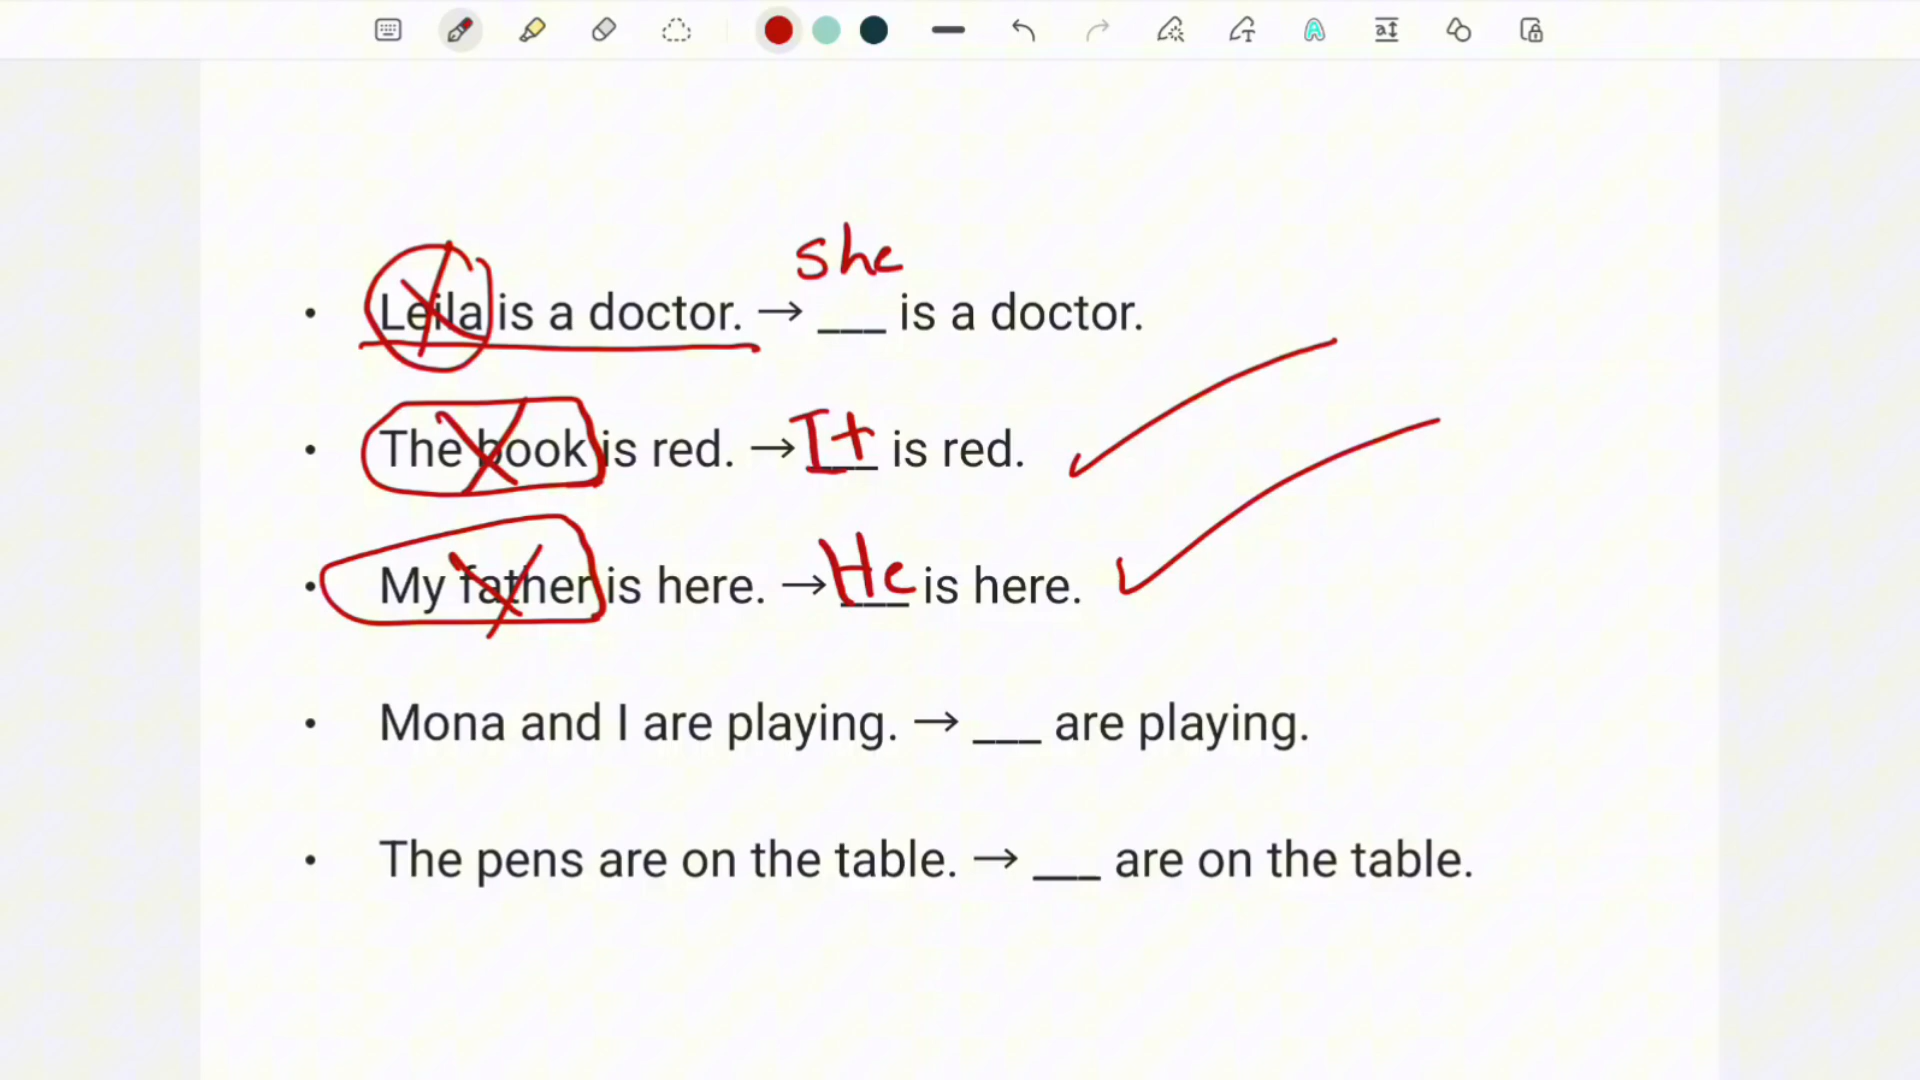 she
• Leila is a doctor. → ___ is a doctor.
• The book is red. → It is red.
• My father is here. → He is here.
• Mona and I are playing. → ___ are playing.
• The pens are on the table. → ___ are on the table.